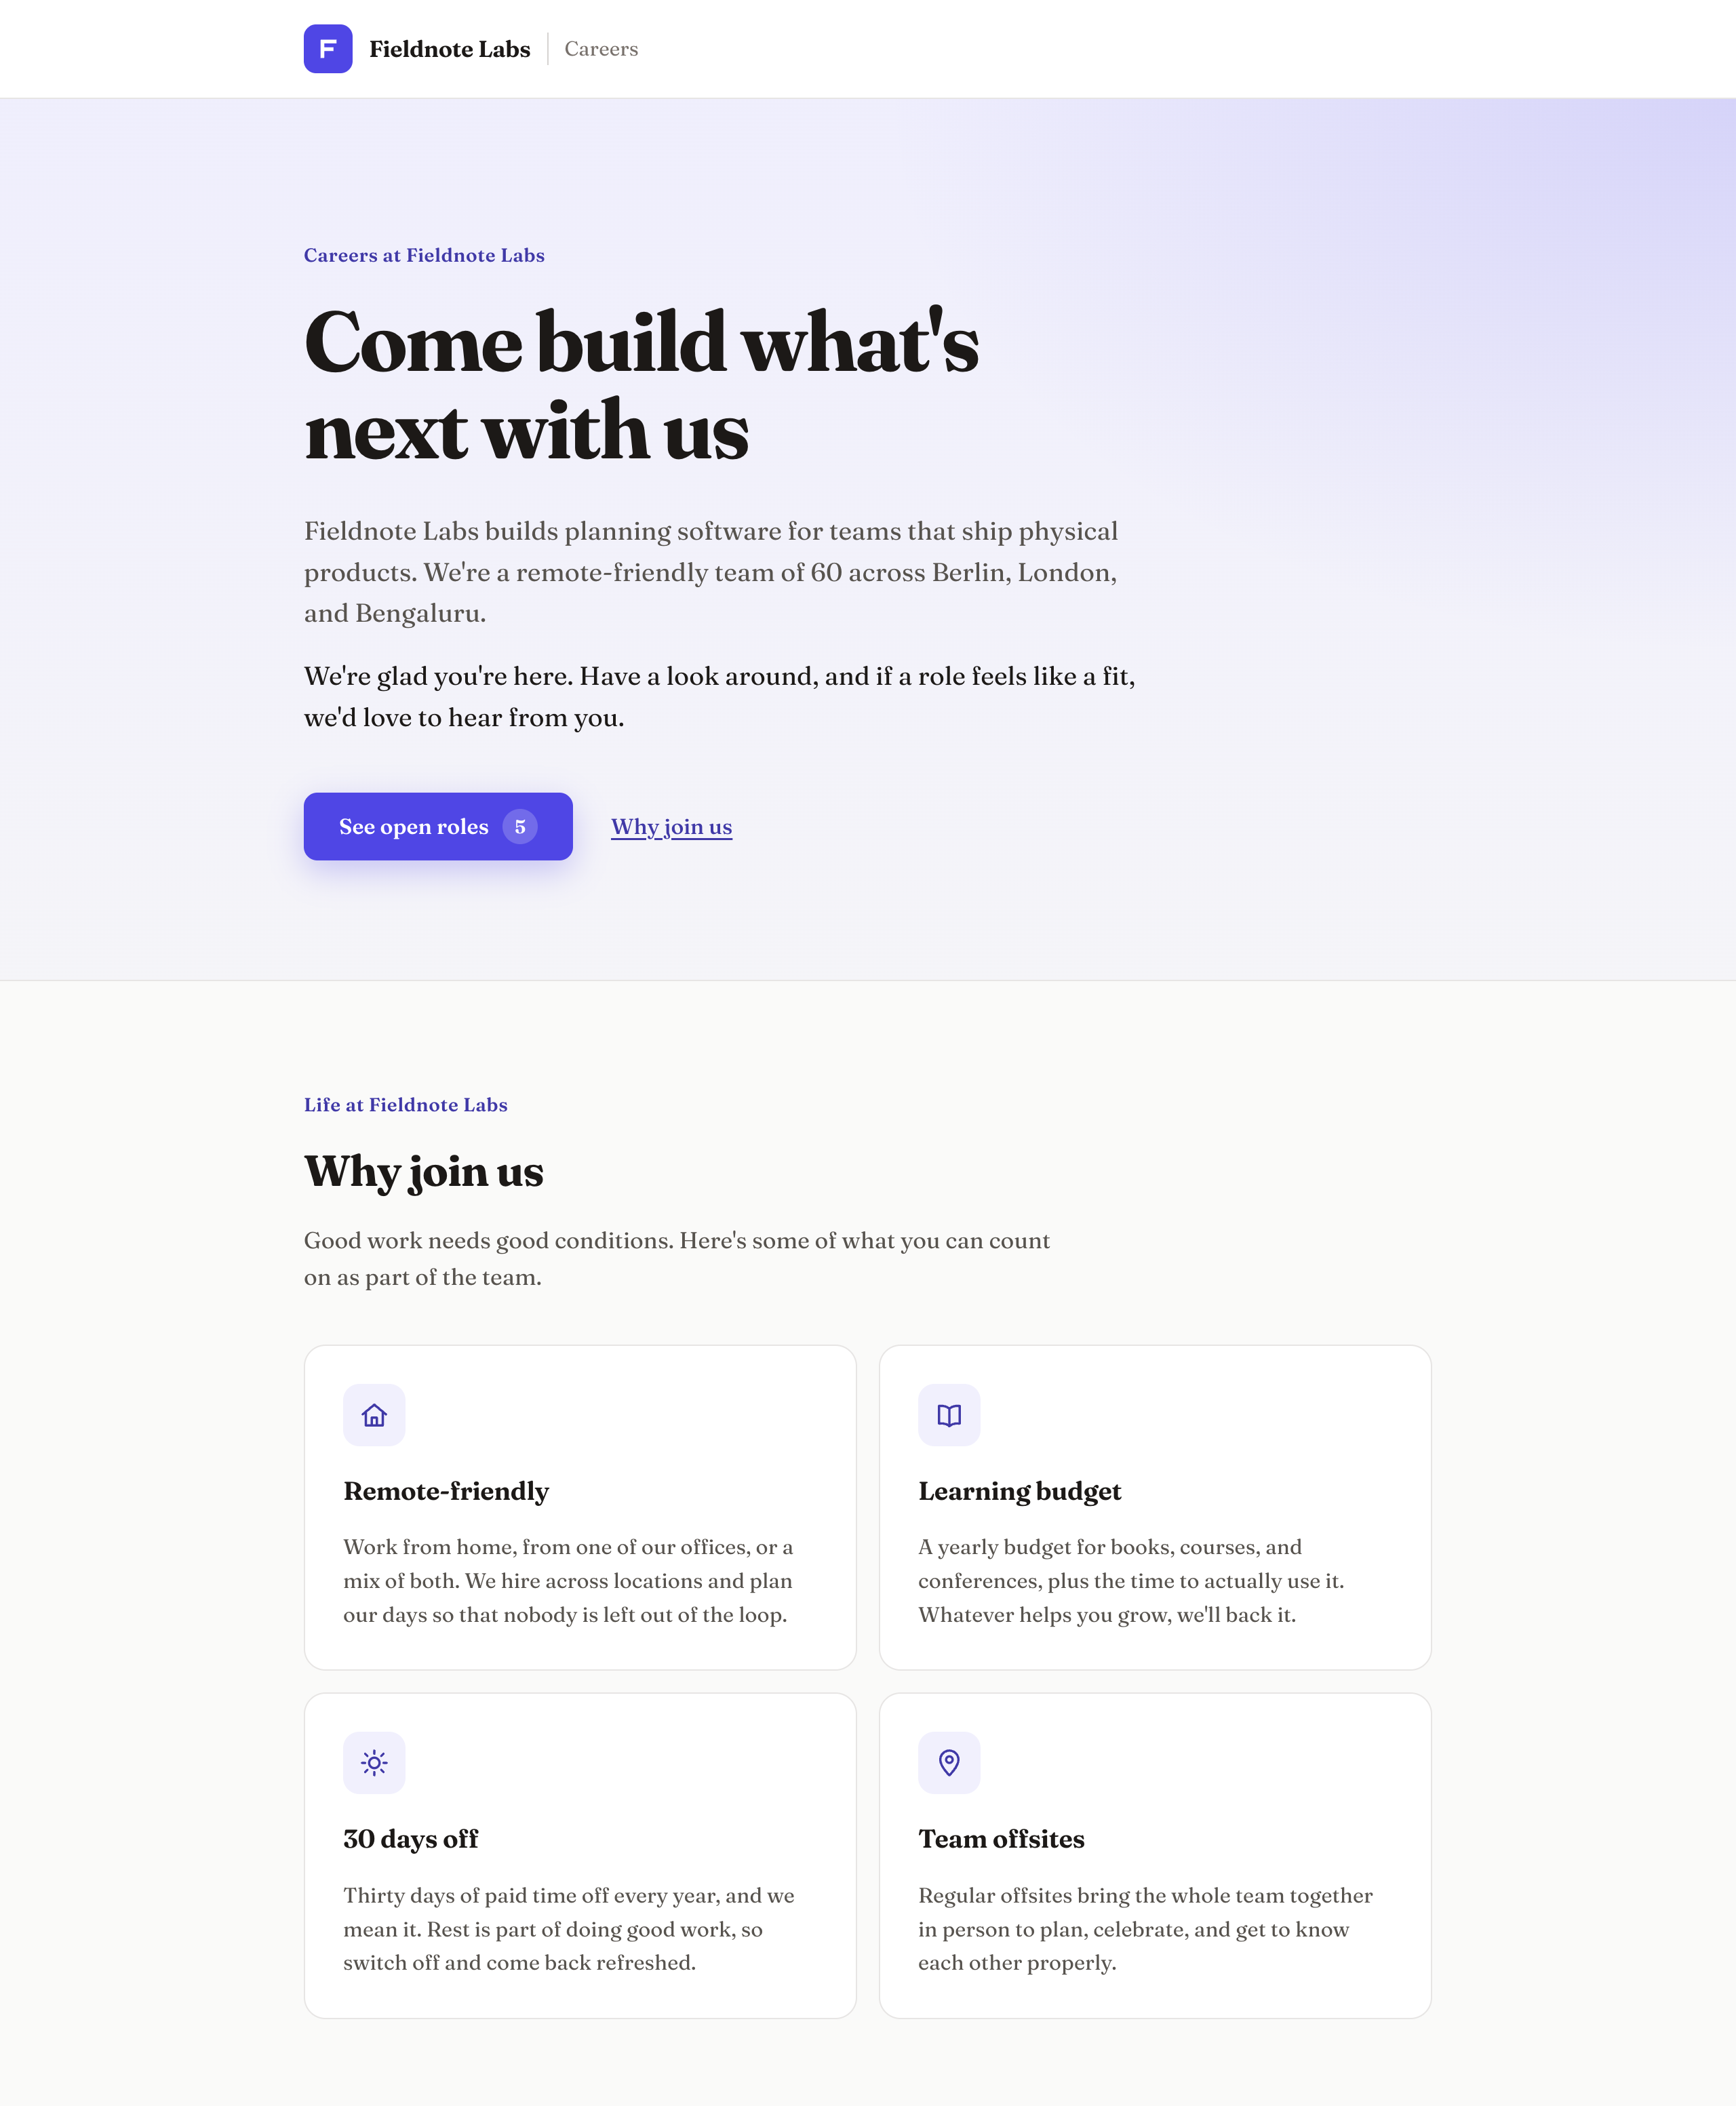 F Fieldnote Labs Careers
Careers at Fieldnote Labs
Come build what's
next with us
Fieldnote Labs builds planning software for teams that ship physical
products. We're a remote-friendly team of 60 across Berlin, London,
and Bengaluru.
We're glad you're here. Have a look around, and if a role feels like a fit,
we'd love to hear from you.
See open roles 5 Why join us
Life at Fieldnote Labs
Why join us
Good work needs good conditions. Here's some of what you can count
on as part of the team.
Remote-friendly
Work from home, from one of our offices, or a
mix of both. We hire across locations and plan
our days so that nobody is left out of the loop.
Learning budget
A yearly budget for books, courses, and
conferences, plus the time to actually use it.
Whatever helps you grow, we'll back it.
30 days off
Thirty days of paid time off every year, and we
mean it. Rest is part of doing good work, so
switch off and come back refreshed.
Team offsites
Regular offsites bring the whole team together
in person to plan, celebrate, and get to know
each other properly.